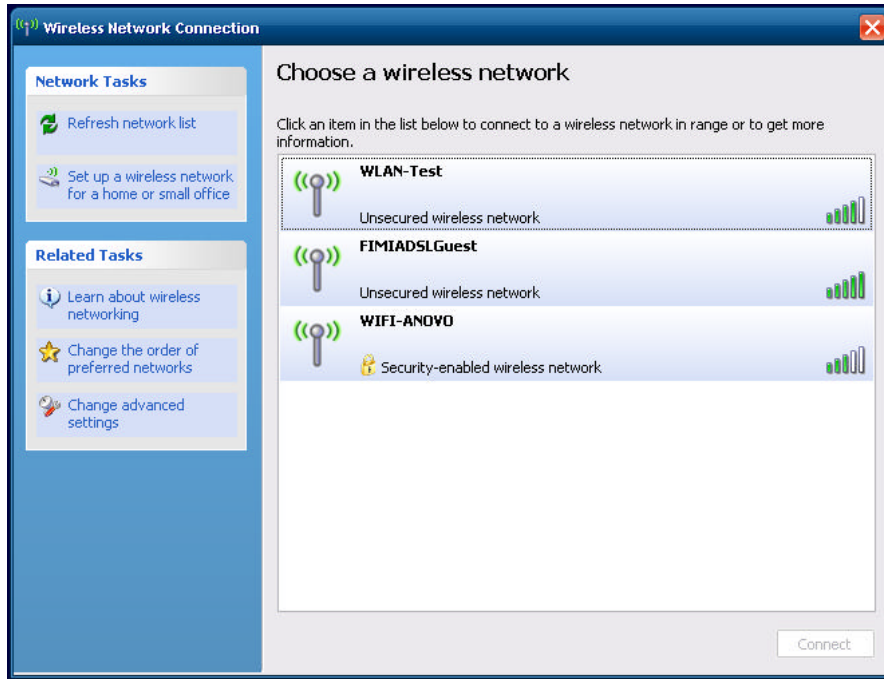 Wireless Network Connection
Network Tasks
Refresh network list
Set up a wireless network
for a home or small office
Related Tasks
Learn about wireless
networking
Change the order of
preferred networks
Change advanced
settings
Choose a wireless network
Click an item in the list below to connect to a wireless network in range or to get more
information.
WLAN-Test
Unsecured wireless network
FIMIADSLGuest
Unsecured wireless network
WIFI-ANOVO
Security-enabled wireless network
Connect